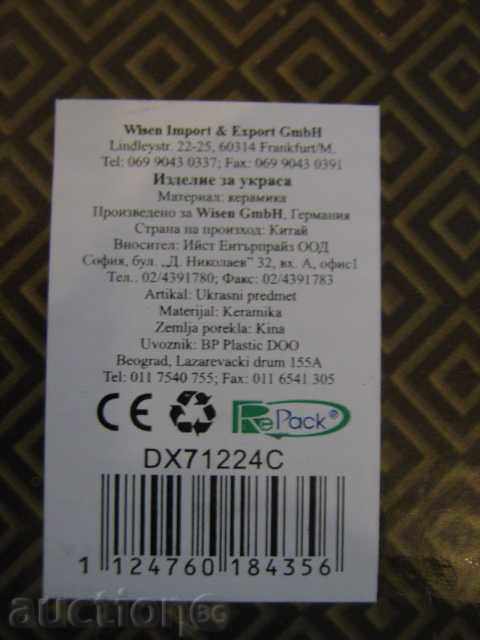 Wisen Import & Export GmbH
Lindleystr. 22-25, 60314 Frankfurt/M.
Tel: 069 9043 0337; Fax: 069 9043 0391
Изделие за украса
Материал: керамика
Произведено за Wisen GmbH, Германия
Страна на произход: Китай
Вносител: Ийст Ентърпрайз ООД
София, бул. „Д. Николаев" 32, вх. А, офис1
Тел.. 02/4391780; Факс: 02/4391783
Artikal: Ukrasni predmet
Materijal: Keramika
Zemlja porekla: Kina
Uvoznik: BP Plastic DOO
Beograd, Lazarevacki drum 155A
Tel: 011 7540 755; Fax: 011 6541 305
CE RePack®
DX71224C
1 124760 184356
auction6 BG